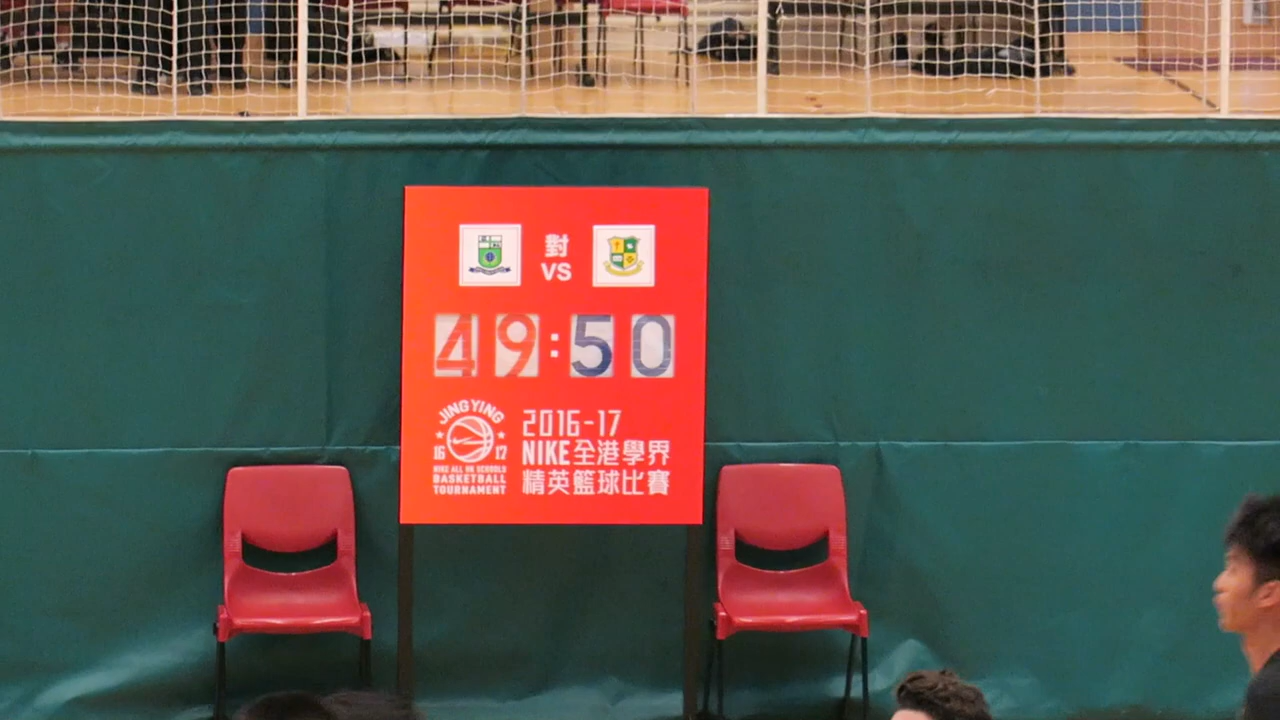 對
VS
49:50
JING YING
16 17
NIKE ALL HK SCHOOLS
BASKETBALL
TOURNAMENT
2016-17
NIKE全港學界
精英籃球比賽